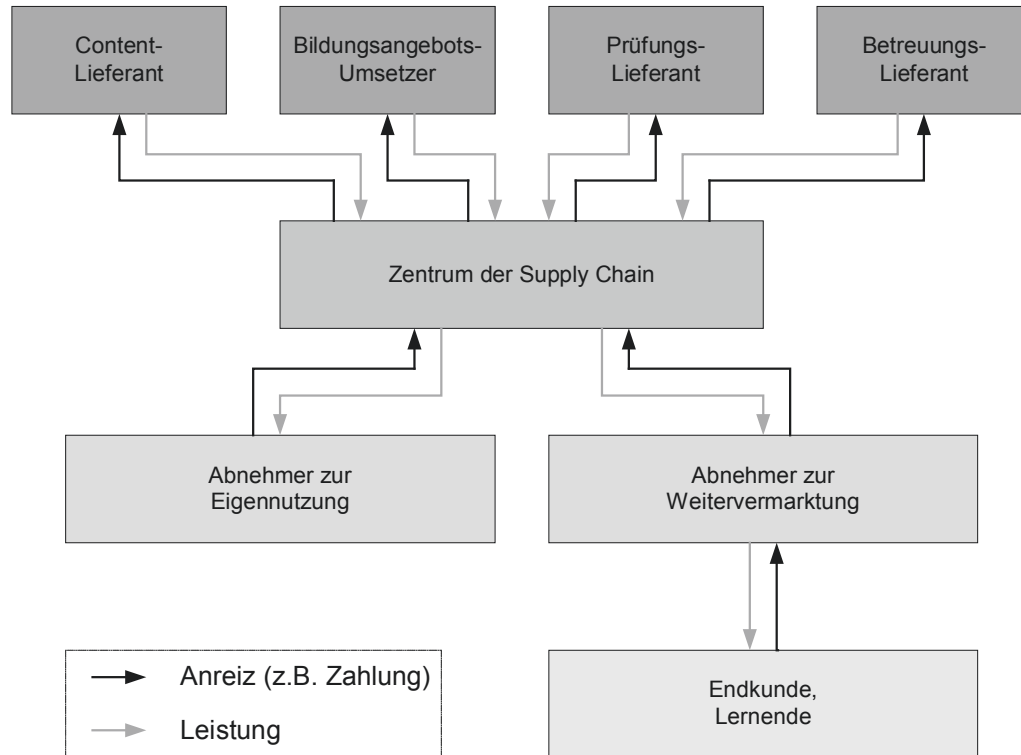 Content-
Lieferant
Bildungsangebots-
Umsetzer
Prüfungs-
Lieferant
Betreuungs-
Lieferant
Zentrum der Supply Chain
Abnehmer zur
Eigennutzung
Abnehmer zur
Weitervermarktung
Anreiz (z.B. Zahlung)
Leistung
Endkunde,
Lernende